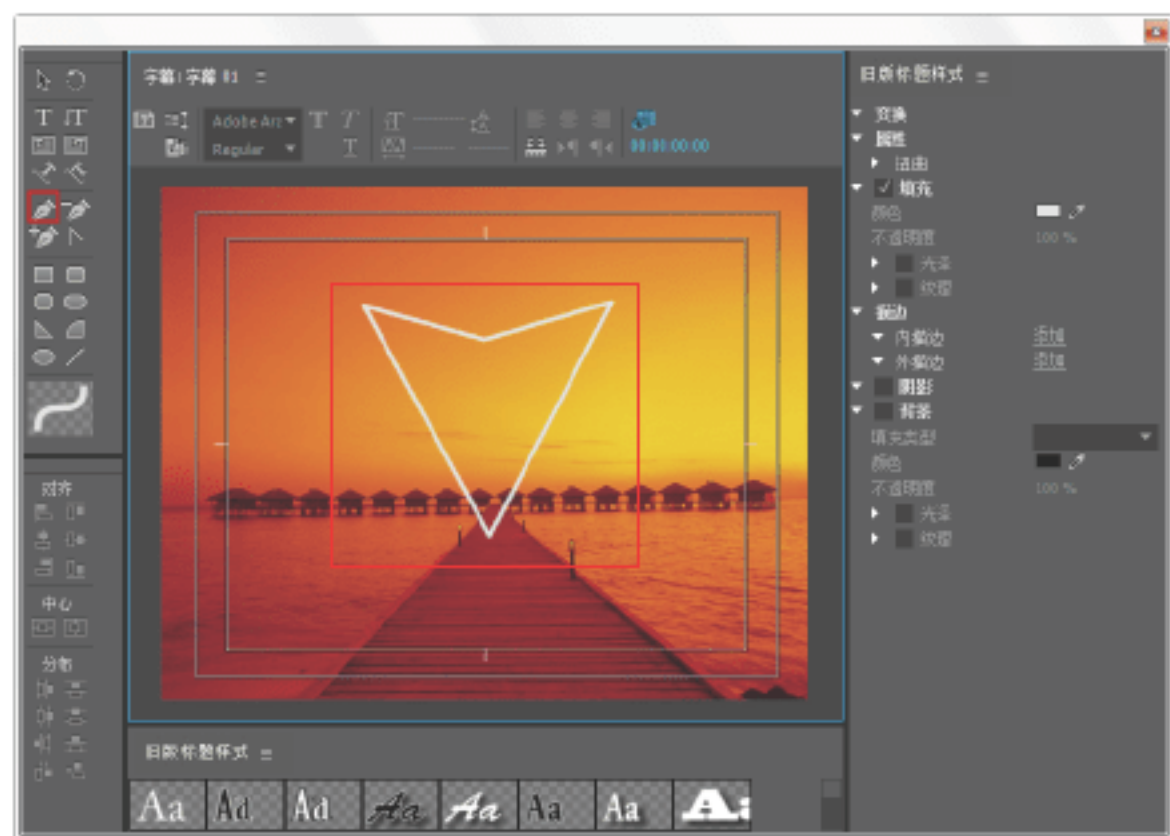 字幕: 字幕 01
Adobe Ara
Regular
00:00:00:00
对齐
中心
分布
旧版标题样式
变换
属性
扭曲
填充
颜色
不透明度 100 %
光泽
纹理
描边
内描边 添加
外描边 添加
阴影
背景
填充类型
颜色
不透明度 100 %
光泽
纹理
旧版标题样式
Aa Ad Ad Aa Aa Aa Aa Aa